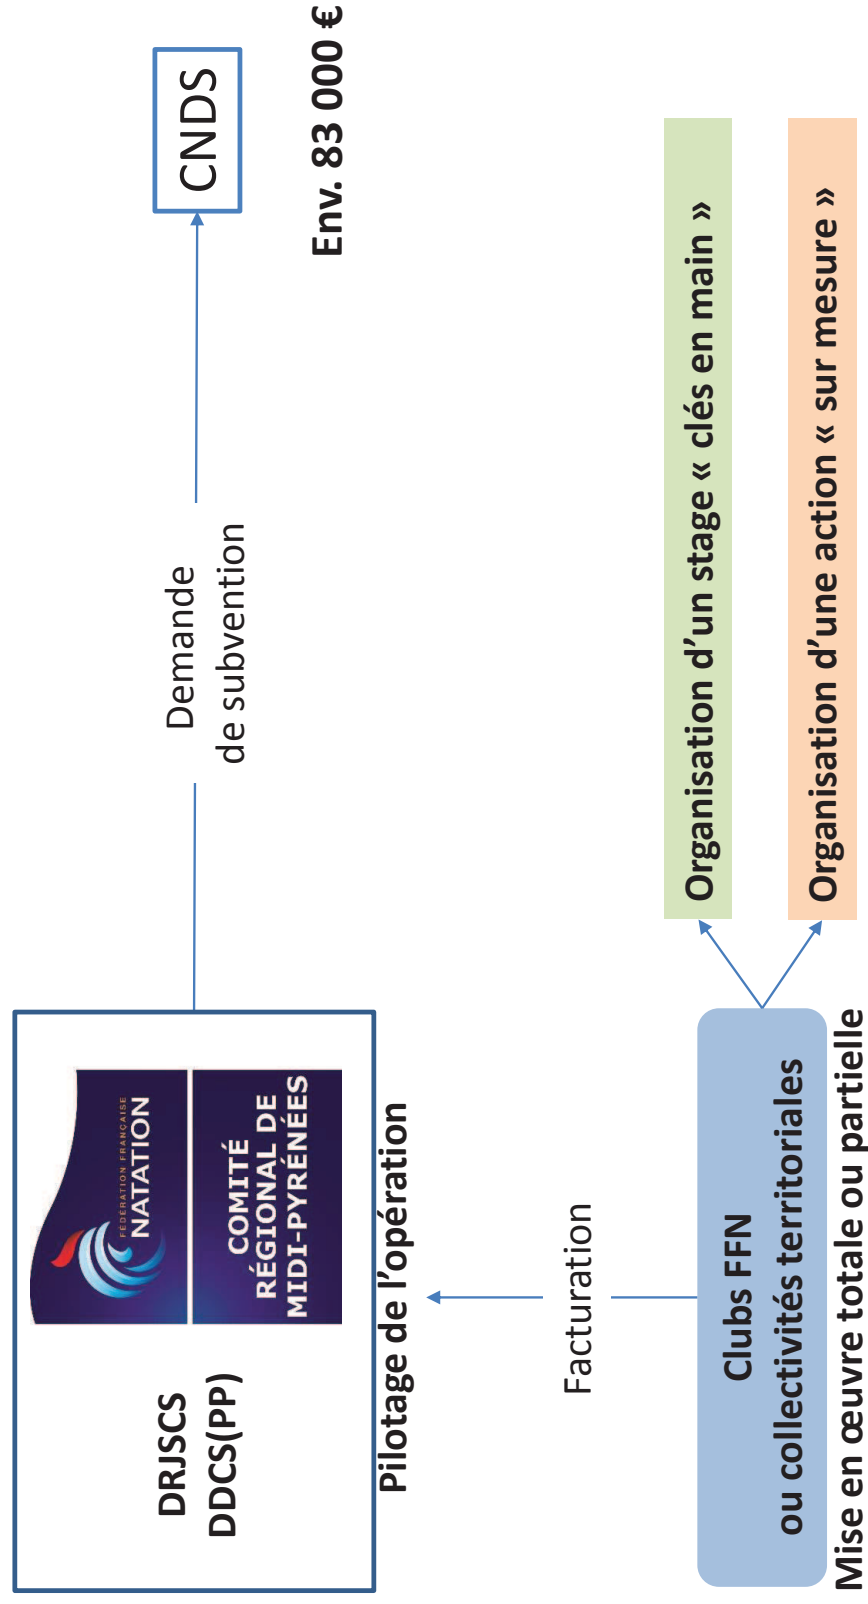 DRJSCS
DDCS(PP)
FÉDÉRATION FRANÇAISE
NATATION
COMITÉ
RÉGIONAL DE
MIDI-PYRÉNÉES
Pilotage de l’opération
Demande
de subvention
CNDS
Env. 83 000 €
Facturation
Clubs FFN
ou collectivités territoriales
Mise en œuvre totale ou partielle
Organisation d’un stage « clés en main »
Organisation d’une action « sur mesure »